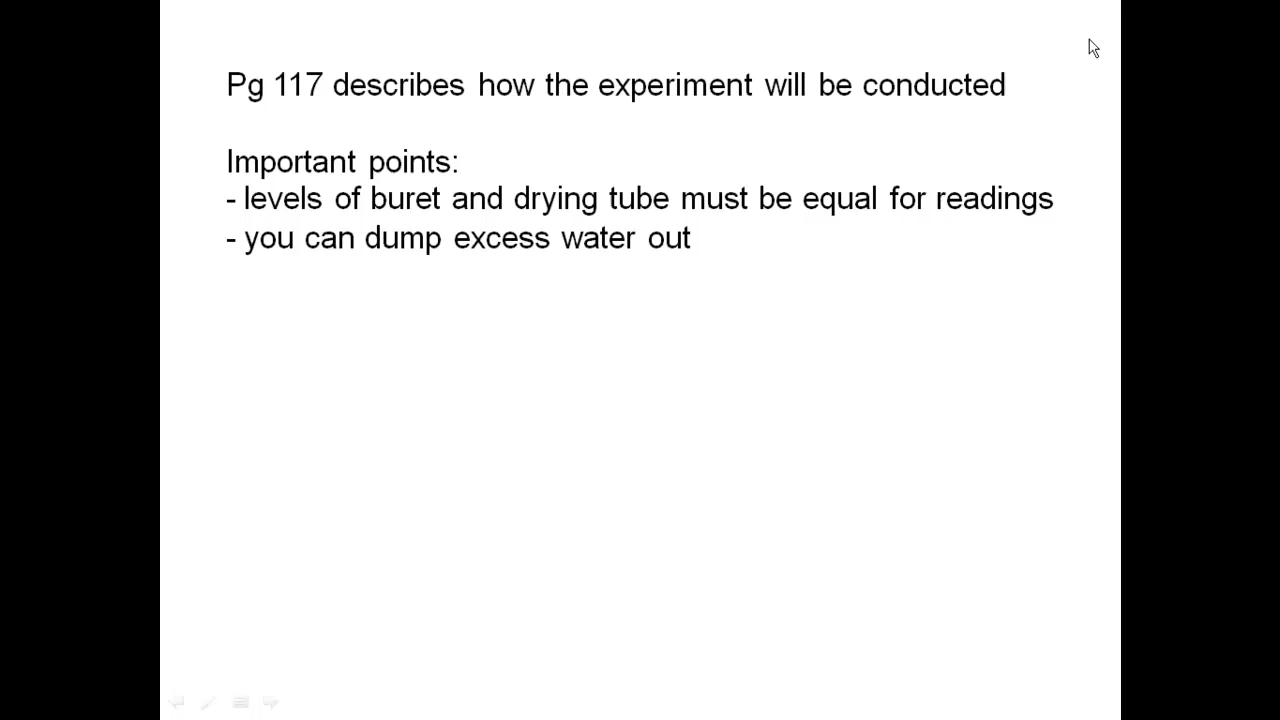 Pg 117 describes how the experiment will be conducted
Important points:
- levels of buret and drying tube must be equal for readings
- you can dump excess water out